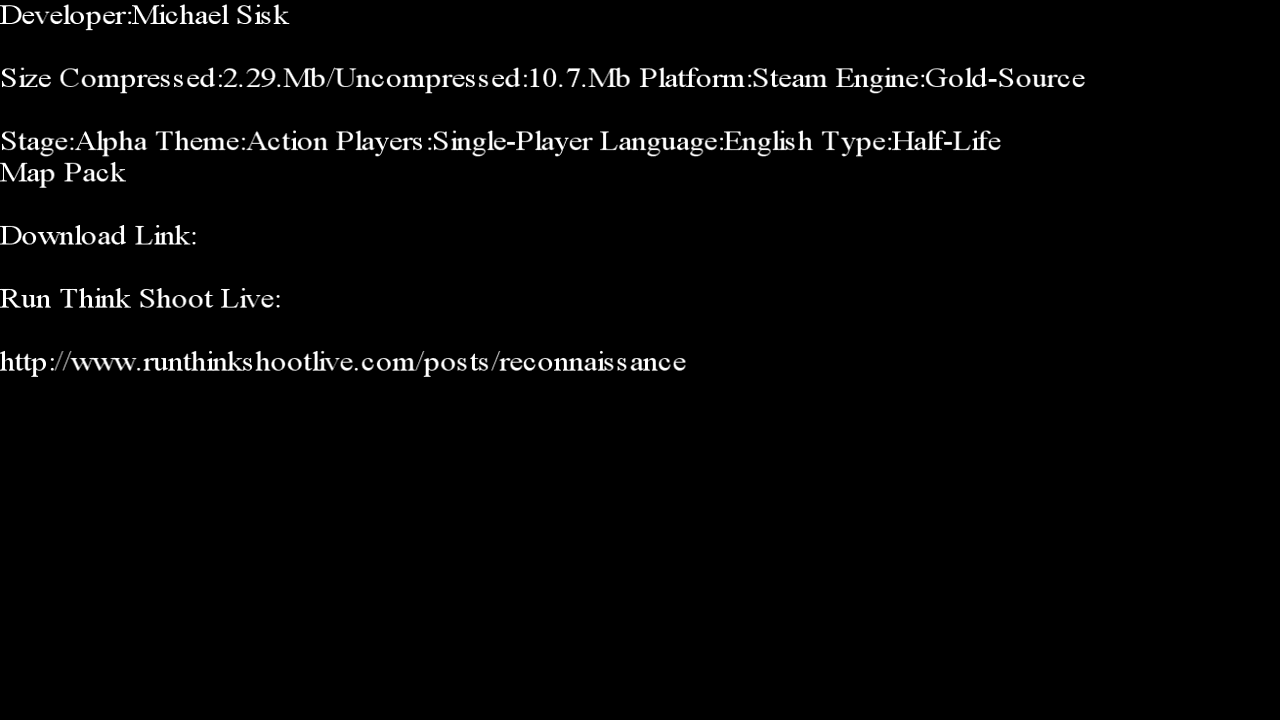 Developer:Michael Sisk
Size Compressed:2.29.Mb/Uncompressed:10.7.Mb Platform:Steam Engine:Gold-Source
Stage:Alpha Theme:Action Players:Single-Player Language:English Type:Half-Life
Map Pack
Download Link:
Run Think Shoot Live:
http://www.runthinkshootlive.com/posts/reconnaissance